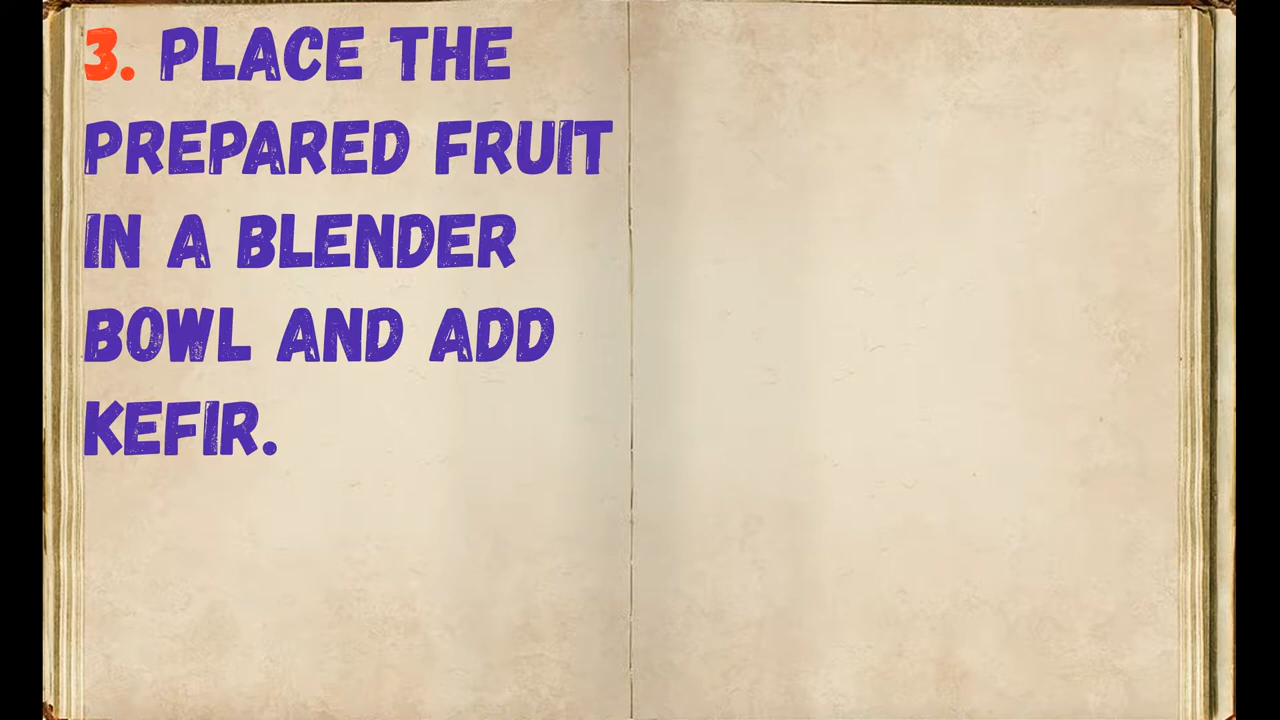 3. PLACE THE
PREPARED FRUIT
IN A BLENDER
BOWL AND ADD
KEFIR.